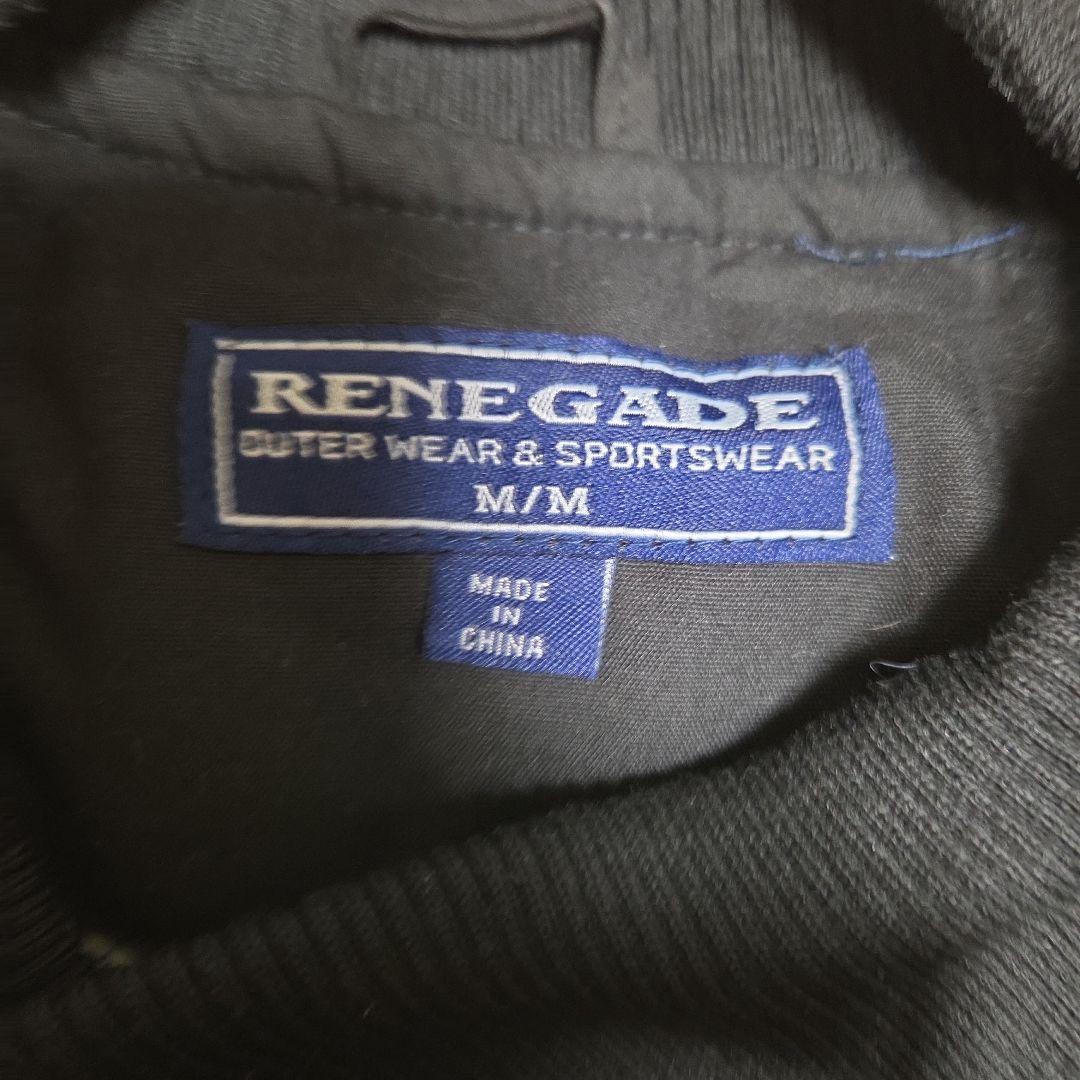 RENEGADE
OUTER WEAR & SPORTSWEAR
M/M
MADE
IN
CHINA